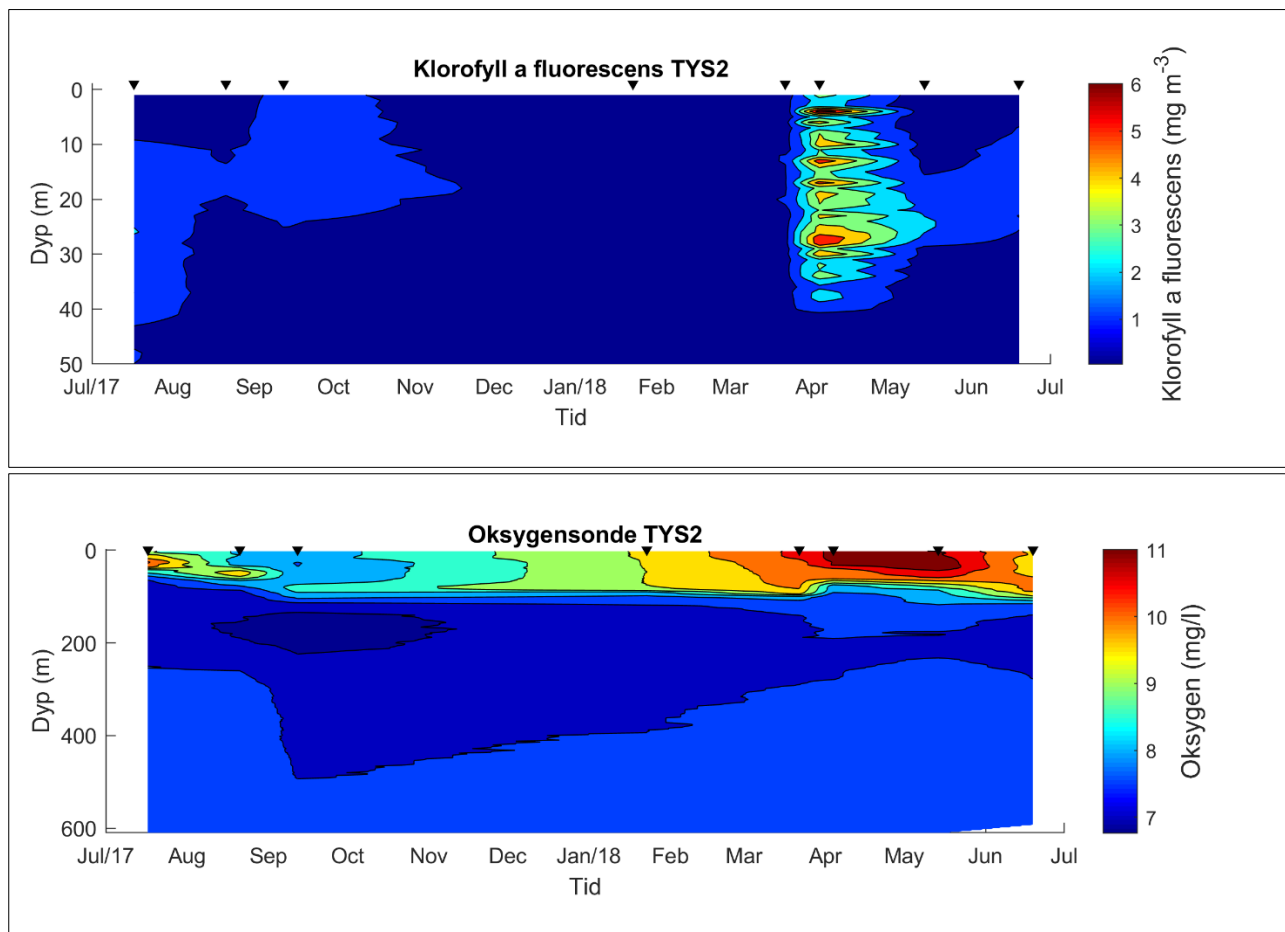 Klorofyll a fluorescens TYS2
0
10
20
30
40
50
Dyp (m)
Jul/17 Aug Sep Oct Nov Dec Jan/18 Feb Mar Apr May Jun Jul
Tid
6
5
4
3
2
1
Klorofyll a fluorescens (mg m-3)
Oksygensonde TYS2
0
200
400
600
Dyp (m)
Jul/17 Aug Sep Oct Nov Dec Jan/18 Feb Mar Apr May Jun Jul
Tid
11
10
9
8
7
Oksygen (mg/l)